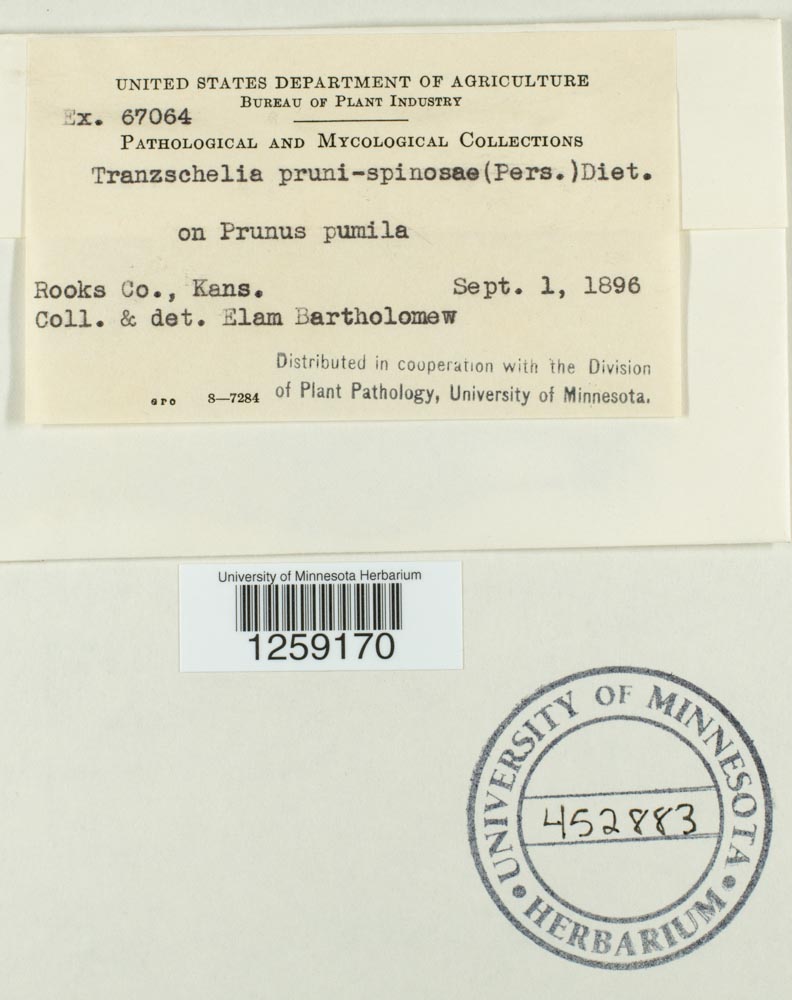 UNITED STATES DEPARTMENT OF AGRICULTURE
BUREAU OF PLANT INDUSTRY
Ex. 67064
PATHOLOGICAL AND MYCOLOGICAL COLLECTIONS
Tranzschelia pruni-spinosae(Pers.)Diet.
on Prunus pumila
Rooks Co., Kans. Sept. 1, 1896
Coll. & det. Elam Bartholomew
Distributed in cooperation with the Division
of Plant Pathology, University of Minnesota.
GPO 8—7284
University of Minnesota Herbarium
1259170
UNIVERSITY OF MINNESOTA
452883
HERBARIUM